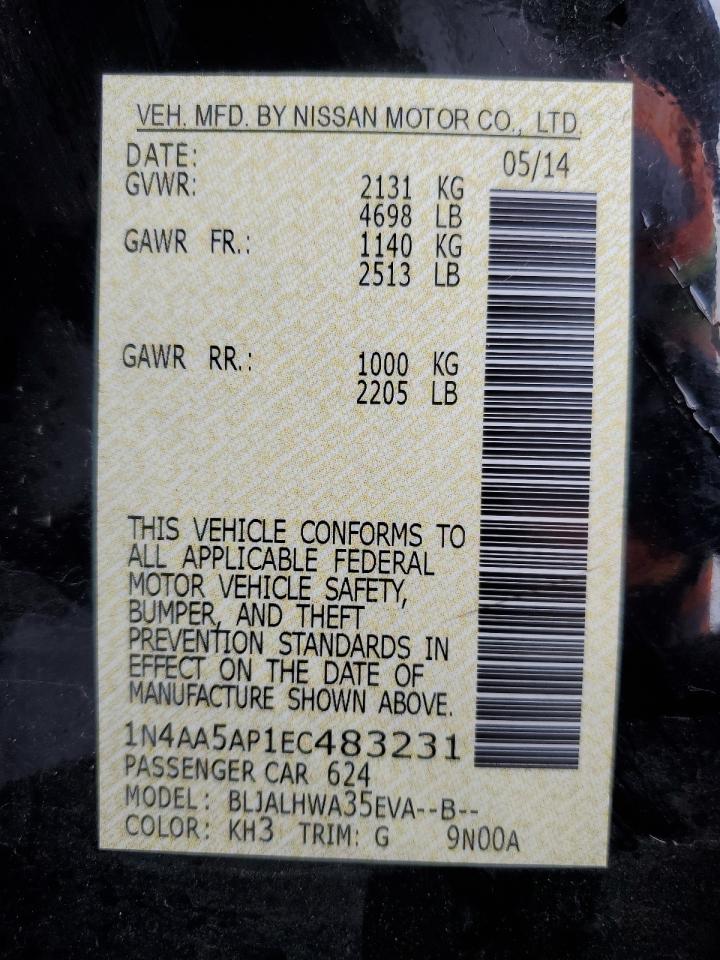 VEH. MFD. BY NISSAN MOTOR CO., LTD.
DATE: 05/14
GVWR: 2131 KG
4698 LB
GAWR FR.: 1140 KG
2513 LB
GAWR RR.: 1000 KG
2205 LB
THIS VEHICLE CONFORMS TO
ALL APPLICABLE FEDERAL
MOTOR VEHICLE SAFETY,
BUMPER, AND THEFT
PREVENTION STANDARDS IN
EFFECT ON THE DATE OF
MANUFACTURE SHOWN ABOVE.
1N4AA5AP1EC483231
PASSENGER CAR 624
MODEL: BLJALHWA35EVA--B--
COLOR: KH3 TRIM: G 9N00A